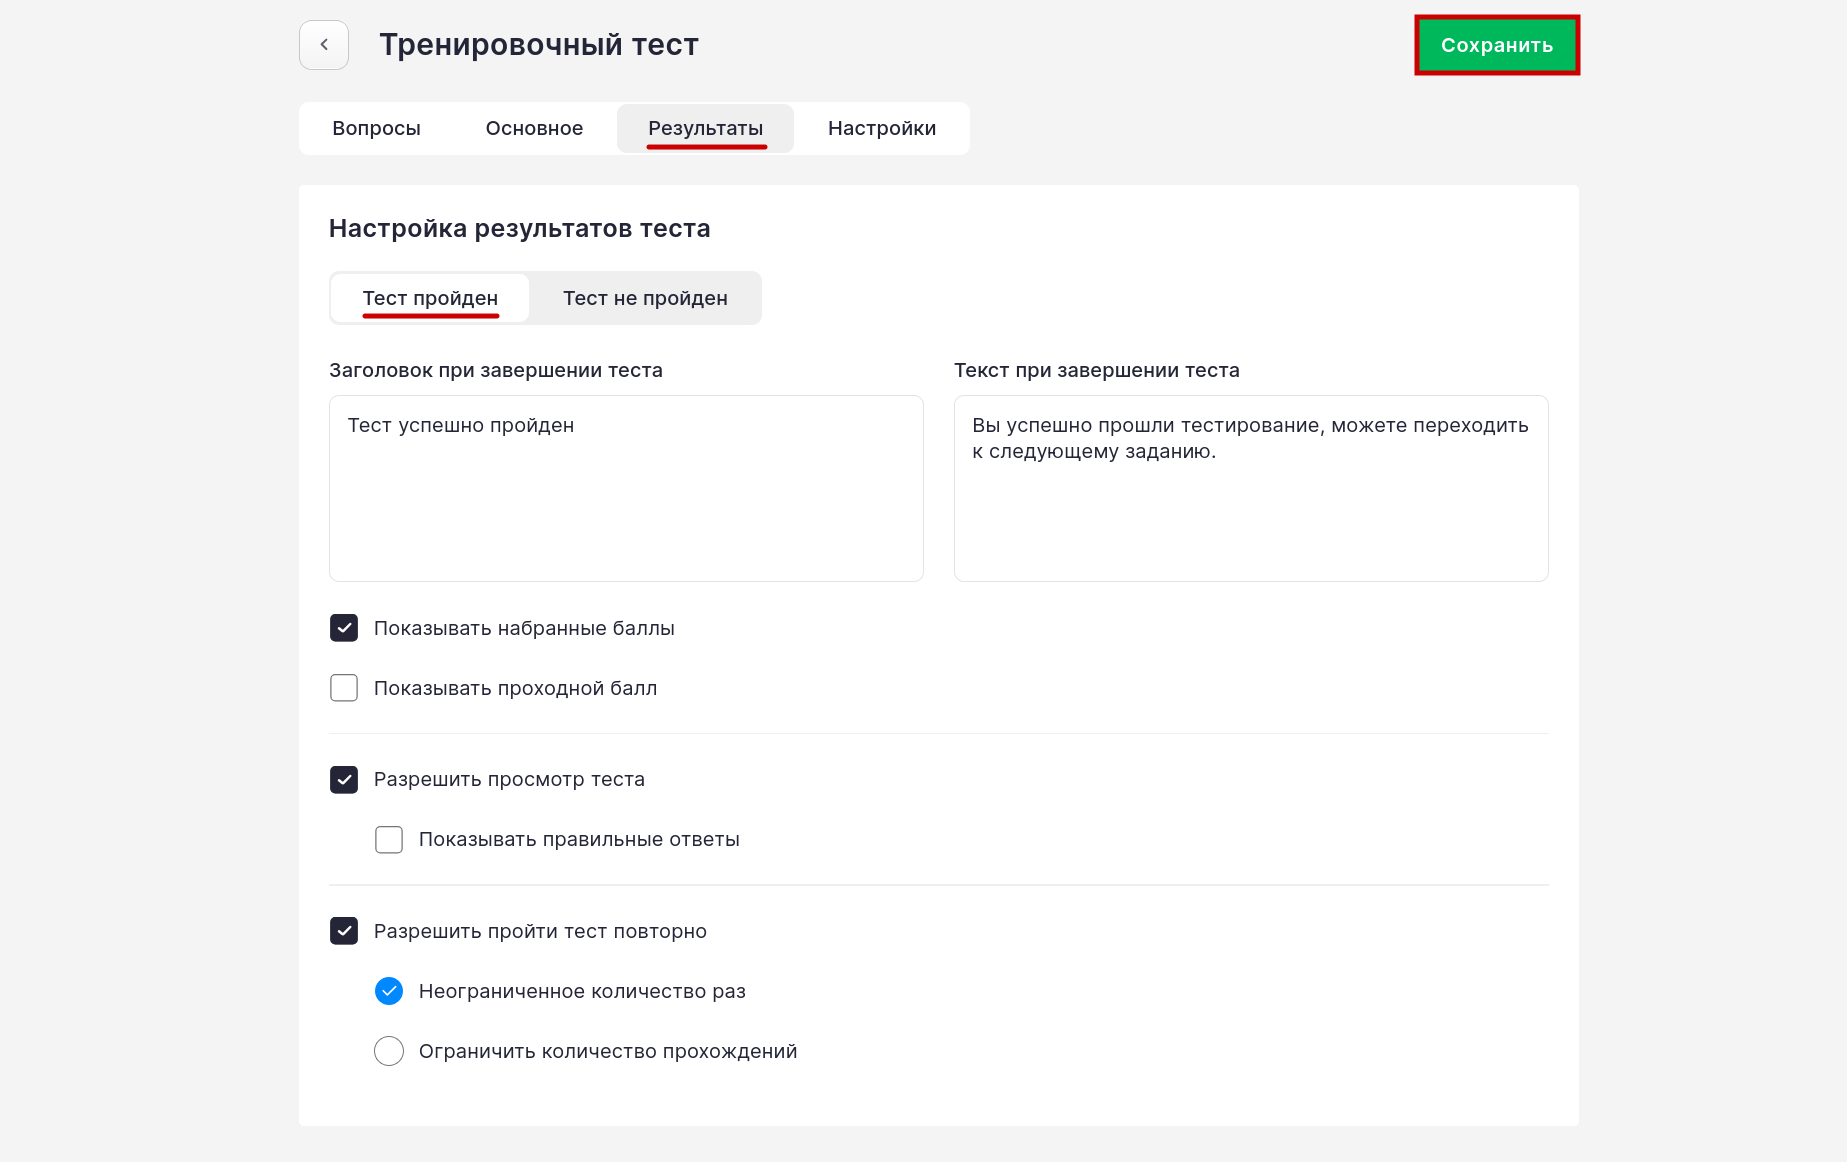 Тренировочный тест
Сохранить
Вопросы
Основное
Результаты
Настройки
Настройка результатов теста
Тест пройден
Тест не пройден
Заголовок при завершении теста
Тест успешно пройден
Текст при завершении теста
Вы успешно прошли тестирование, можете переходить
к следующему заданию.
Показывать набранные баллы
Показывать проходной балл
Разрешить просмотр теста
Показывать правильные ответы
Разрешить пройти тест повторно
Неограниченное количество раз
Ограничить количество прохождений